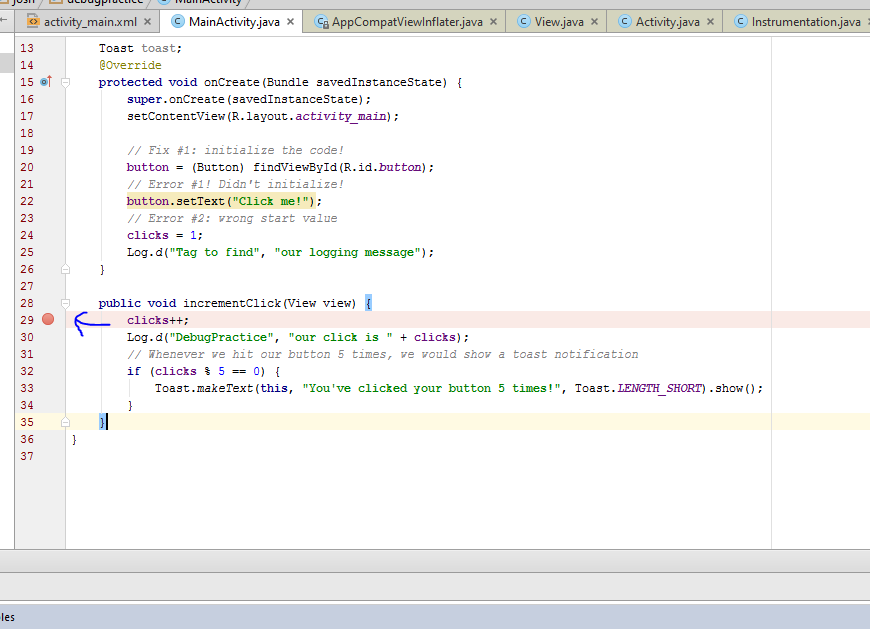 josh debugpractice MainActivity
activity_main.xml MainActivity.java AppCompatViewInflater.java View.java Activity.java Instrumentation.java
13 Toast toast;
14 @Override
15 protected void onCreate(Bundle savedInstanceState) {
16 super.onCreate(savedInstanceState);
17 setContentView(R.layout.activity_main);
18
19 // Fix #1: initialize the code!
20 button = (Button) findViewById(R.id.button);
21 // Error #1! Didn't initialize!
22 button.setText("Click me!");
23 // Error #2: wrong start value
24 clicks = 1;
25 Log.d("Tag to find", "our logging message");
26 }
27
28 public void incrementClick(View view) {
29 clicks++;
30 Log.d("DebugPractice", "our click is " + clicks);
31 // Whenever we hit our button 5 times, we would show a toast notification
32 if (clicks % 5 == 0) {
33 Toast.makeText(this, "You've clicked your button 5 times!", Toast.LENGTH_SHORT).show();
34 }
35 }
36 }
37
les